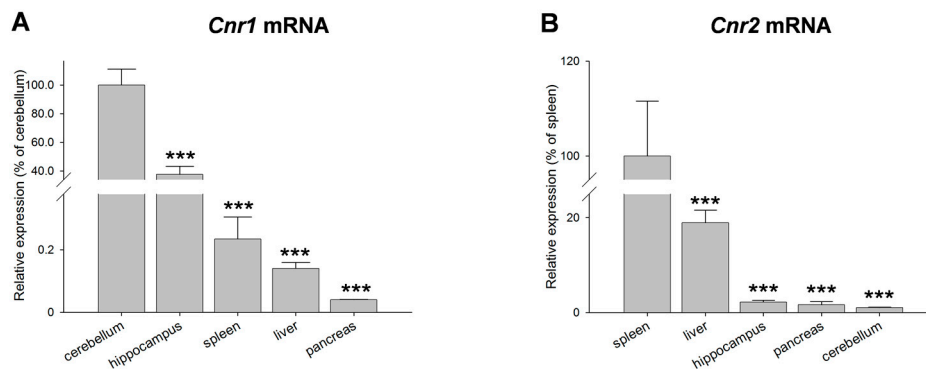 A
Cnr1 mRNA
Relative expression (% of cerebellum)
100.0
80.0
60.0
40.0
0.2
0
***
***
***
***
cerebellum
hippocampus
spleen
liver
pancreas
B
Cnr2 mRNA
Relative expression (% of spleen)
120
100
20
0
***
***
***
***
spleen
liver
hippocampus
pancreas
cerebellum